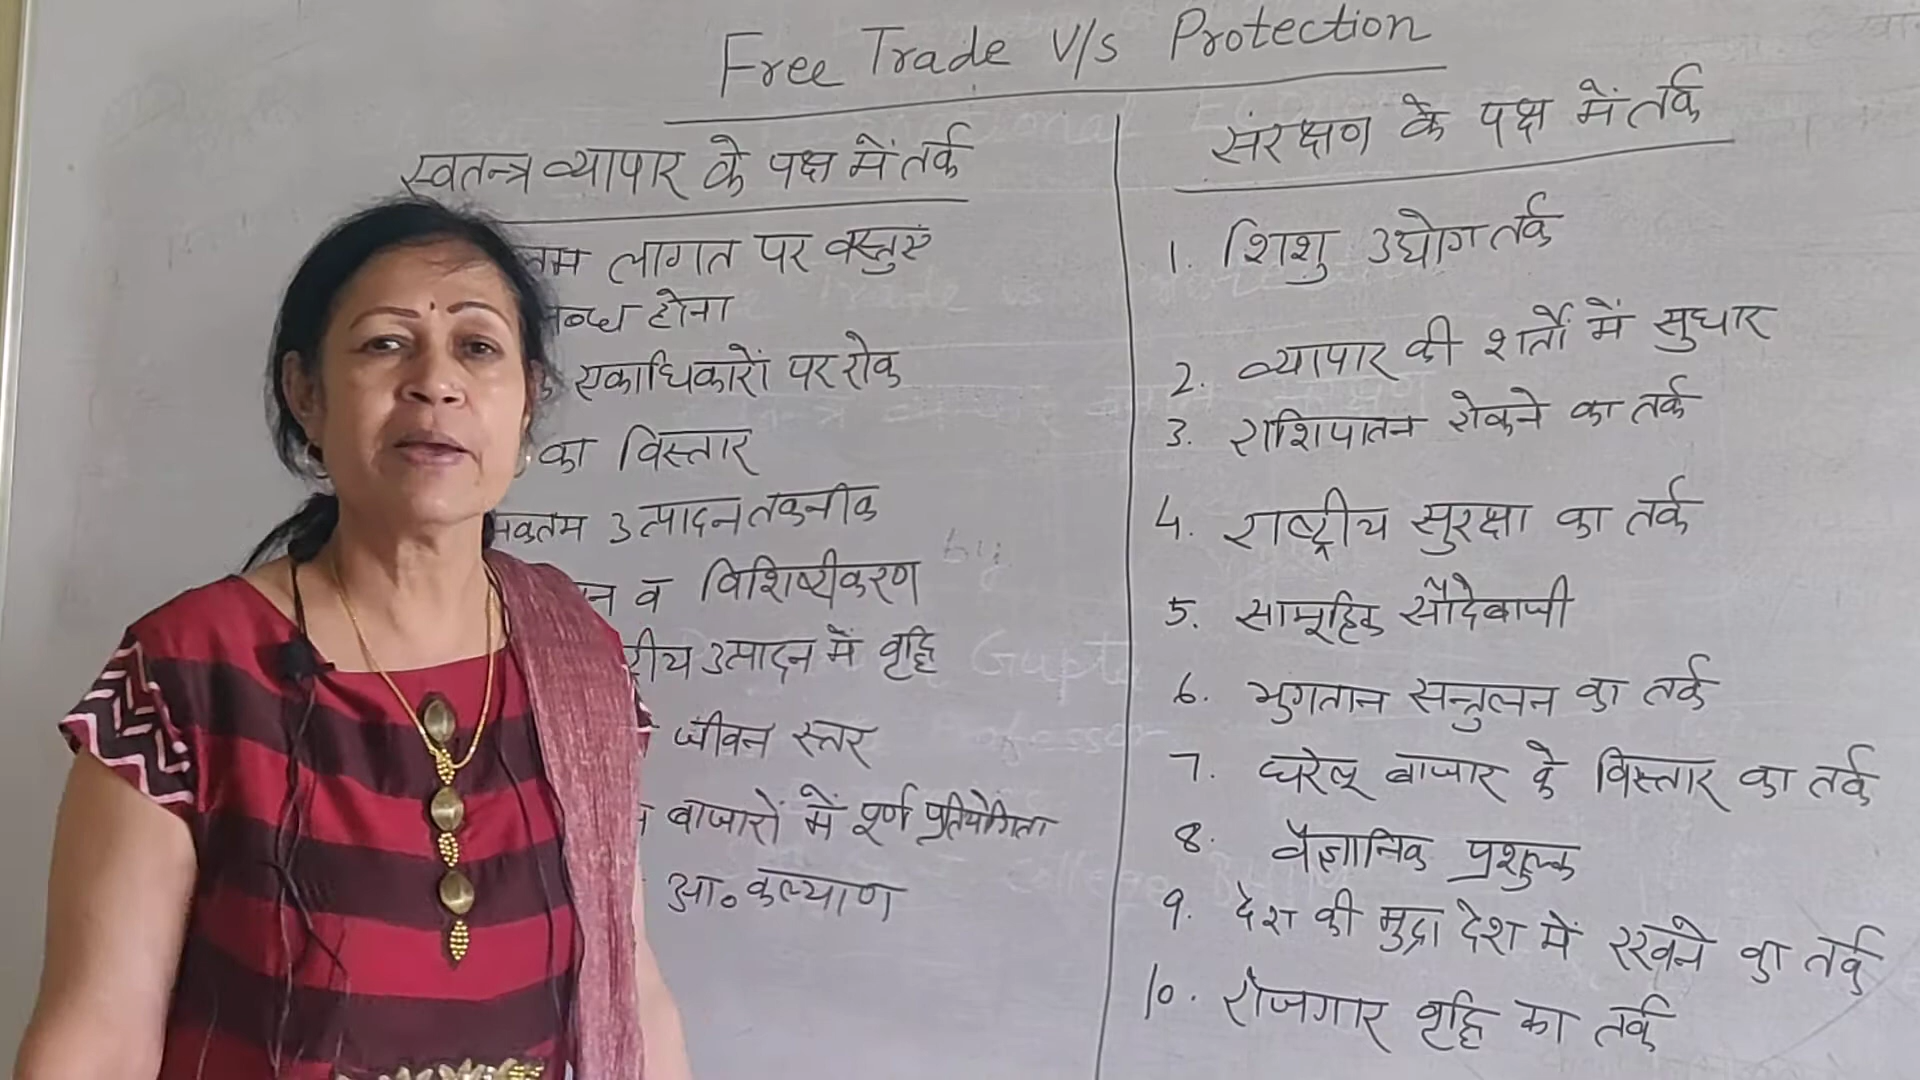 Free Trade V/s Protection
स्वतन्त्र व्यापार के पक्ष में तर्क
लागत पर वस्तुएं
होना
एकाधिकारों पर रोक
का विस्तार
उत्पादन तकनीक
व विशिष्टीकरण
उत्पादन में वृद्धि
जीवन स्तर
बाजारों में पूर्ण प्रतियोगिता
आ०कल्याण
संरक्षण के पक्ष में तर्क
1. शिशु उद्योग तर्क
2. व्यापार की शर्तों में सुधार
3. राशिपातन रोकने का तर्क
4. राष्ट्रीय सुरक्षा का तर्क
5. सामूहिक सौदेबाजी
6. भुगतान सन्तुलन का तर्क
7. घरेलू बाजार के विस्तार का तर्क
8. वैज्ञानिक प्रशुल्क
9. देश की मुद्रा देश में रखने का तर्क
10. रोजगार वृद्धि का तर्क